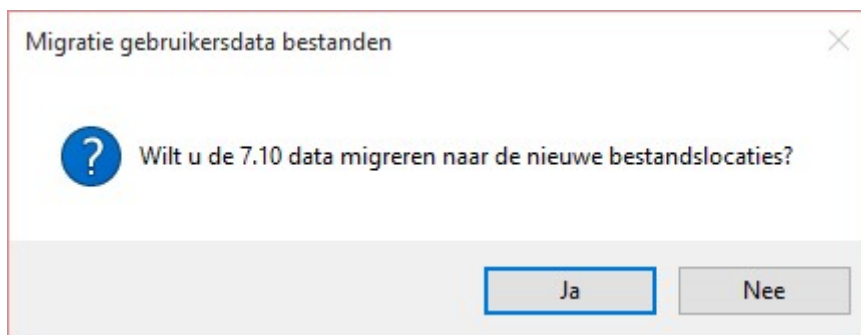 Migratie gebruikersdata bestanden
Wilt u de 7.10 data migreren naar de nieuwe bestandslocaties?
Ja
Nee